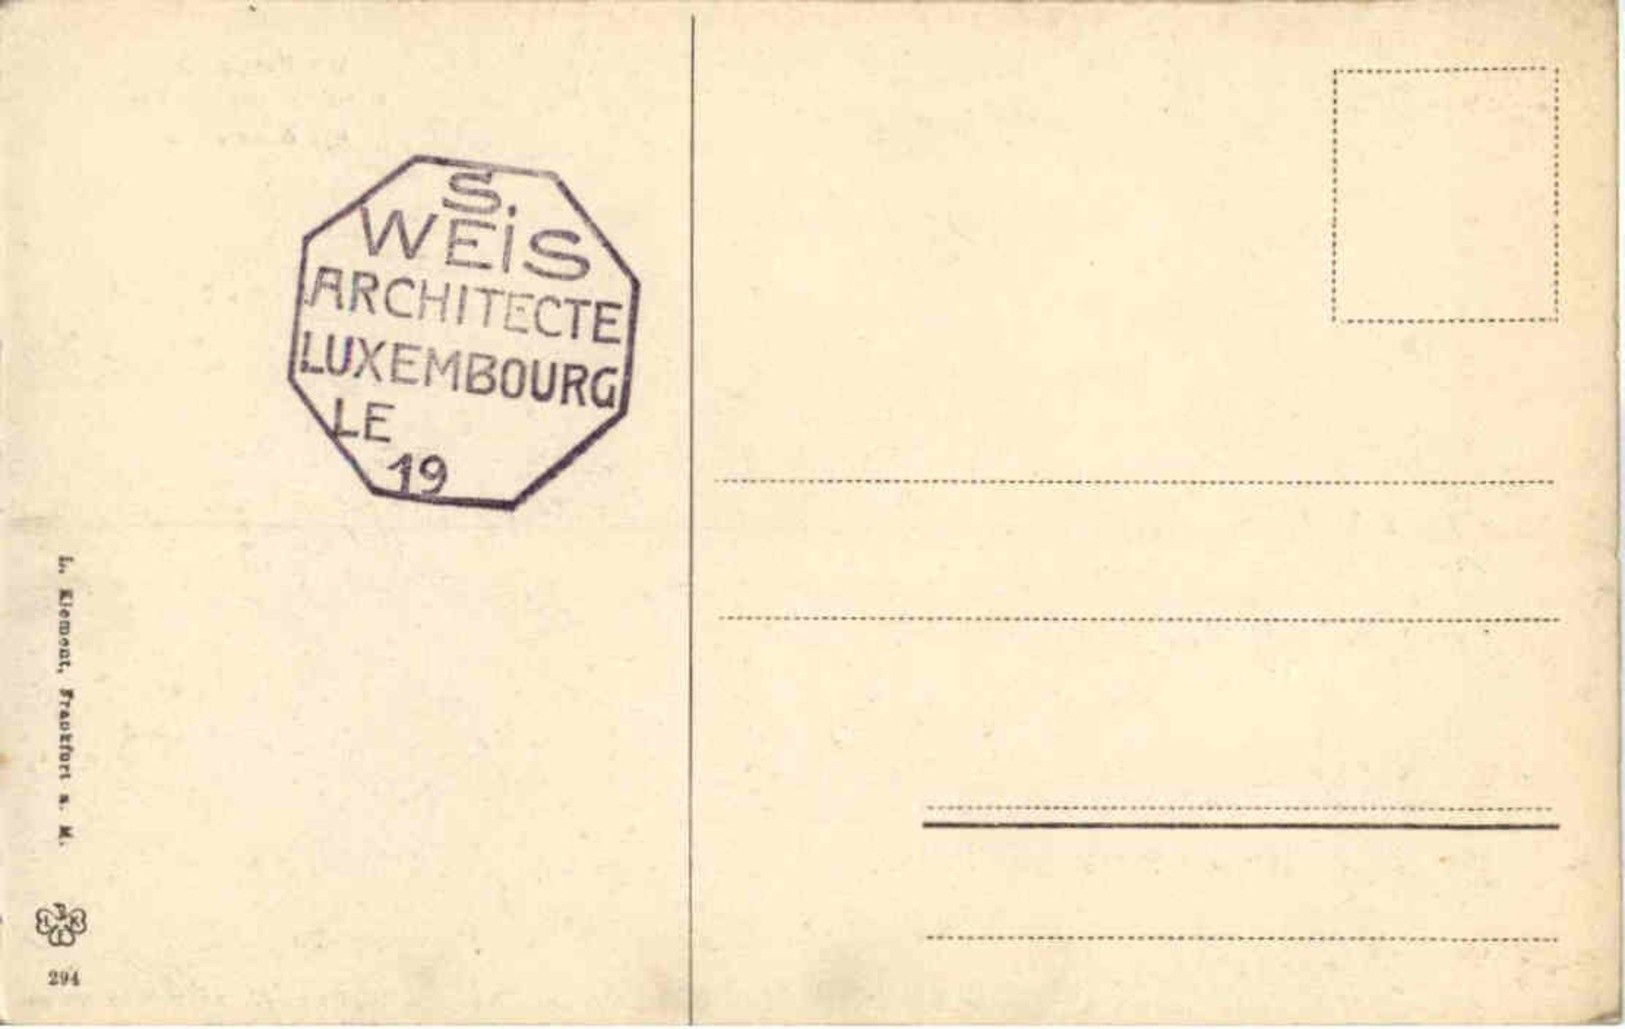 S.
WEiS
ARCHITECTE
LUXEMBOURG
LE
19
L. Klement, Frankfurt a. M.
294